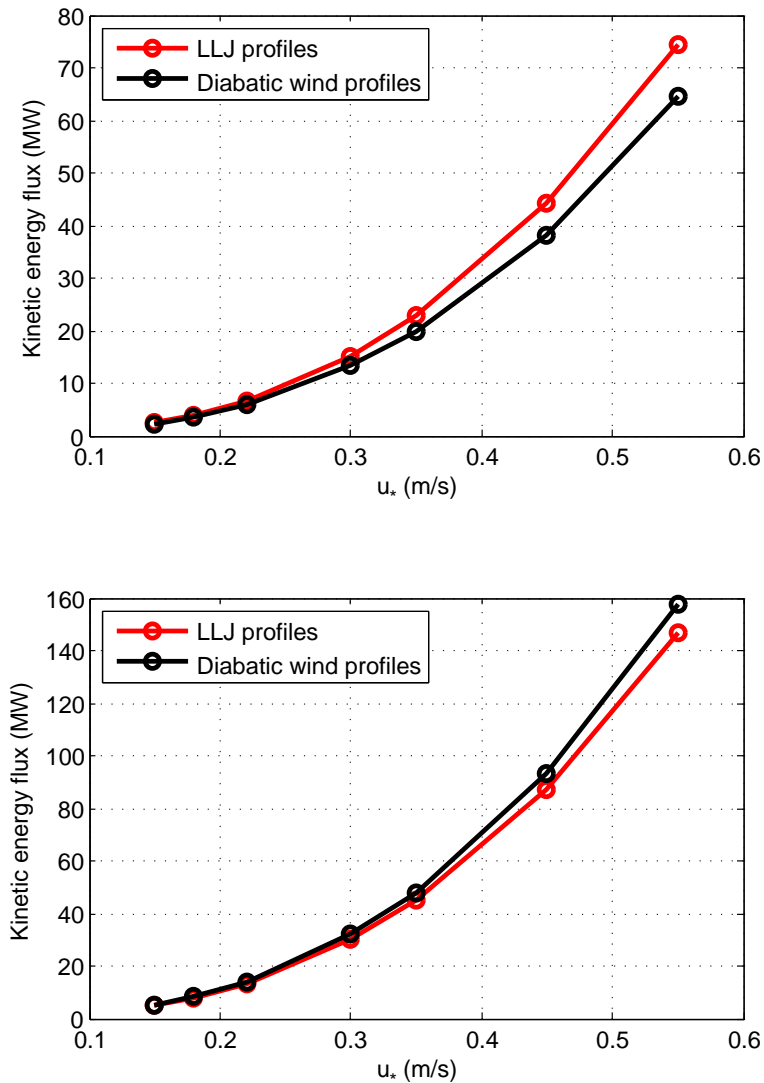 80
70
60
50
40
30
20
10
0
Kinetic energy flux (MW)
LLJ profiles
Diabatic wind profiles
0.1 0.2 0.3 0.4 0.5 0.6
u* (m/s)
160
140
120
100
80
60
40
20
0
Kinetic energy flux (MW)
LLJ profiles
Diabatic wind profiles
0.1 0.2 0.3 0.4 0.5 0.6
u* (m/s)